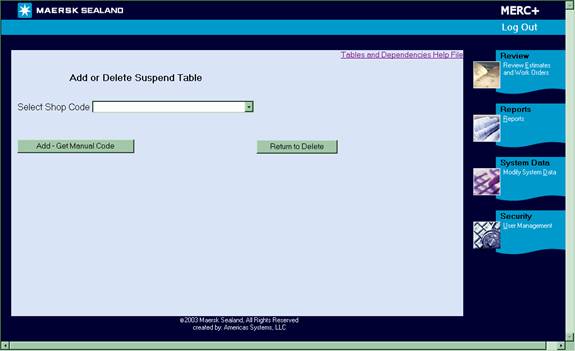 MAERSK SEALAND
MERC+
Log Out
Tables and Dependencies Help File
Add or Delete Suspend Table
Select Shop Code
Add - Get Manual Code
Return to Delete
Review
Review Estimates
and Work Orders
Reports
Reports
System Data
Modify System Data
Security
User Management
©2003 Maersk Sealand, All Rights Reserved
created by: Americas Systems, LLC